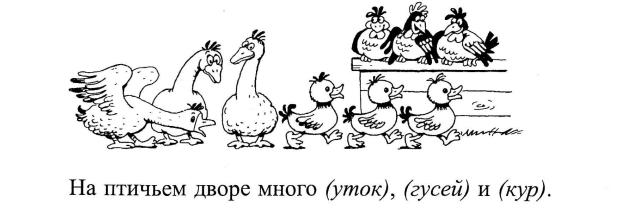 На птичьем дворе много (уток), (гусей) и (кур).